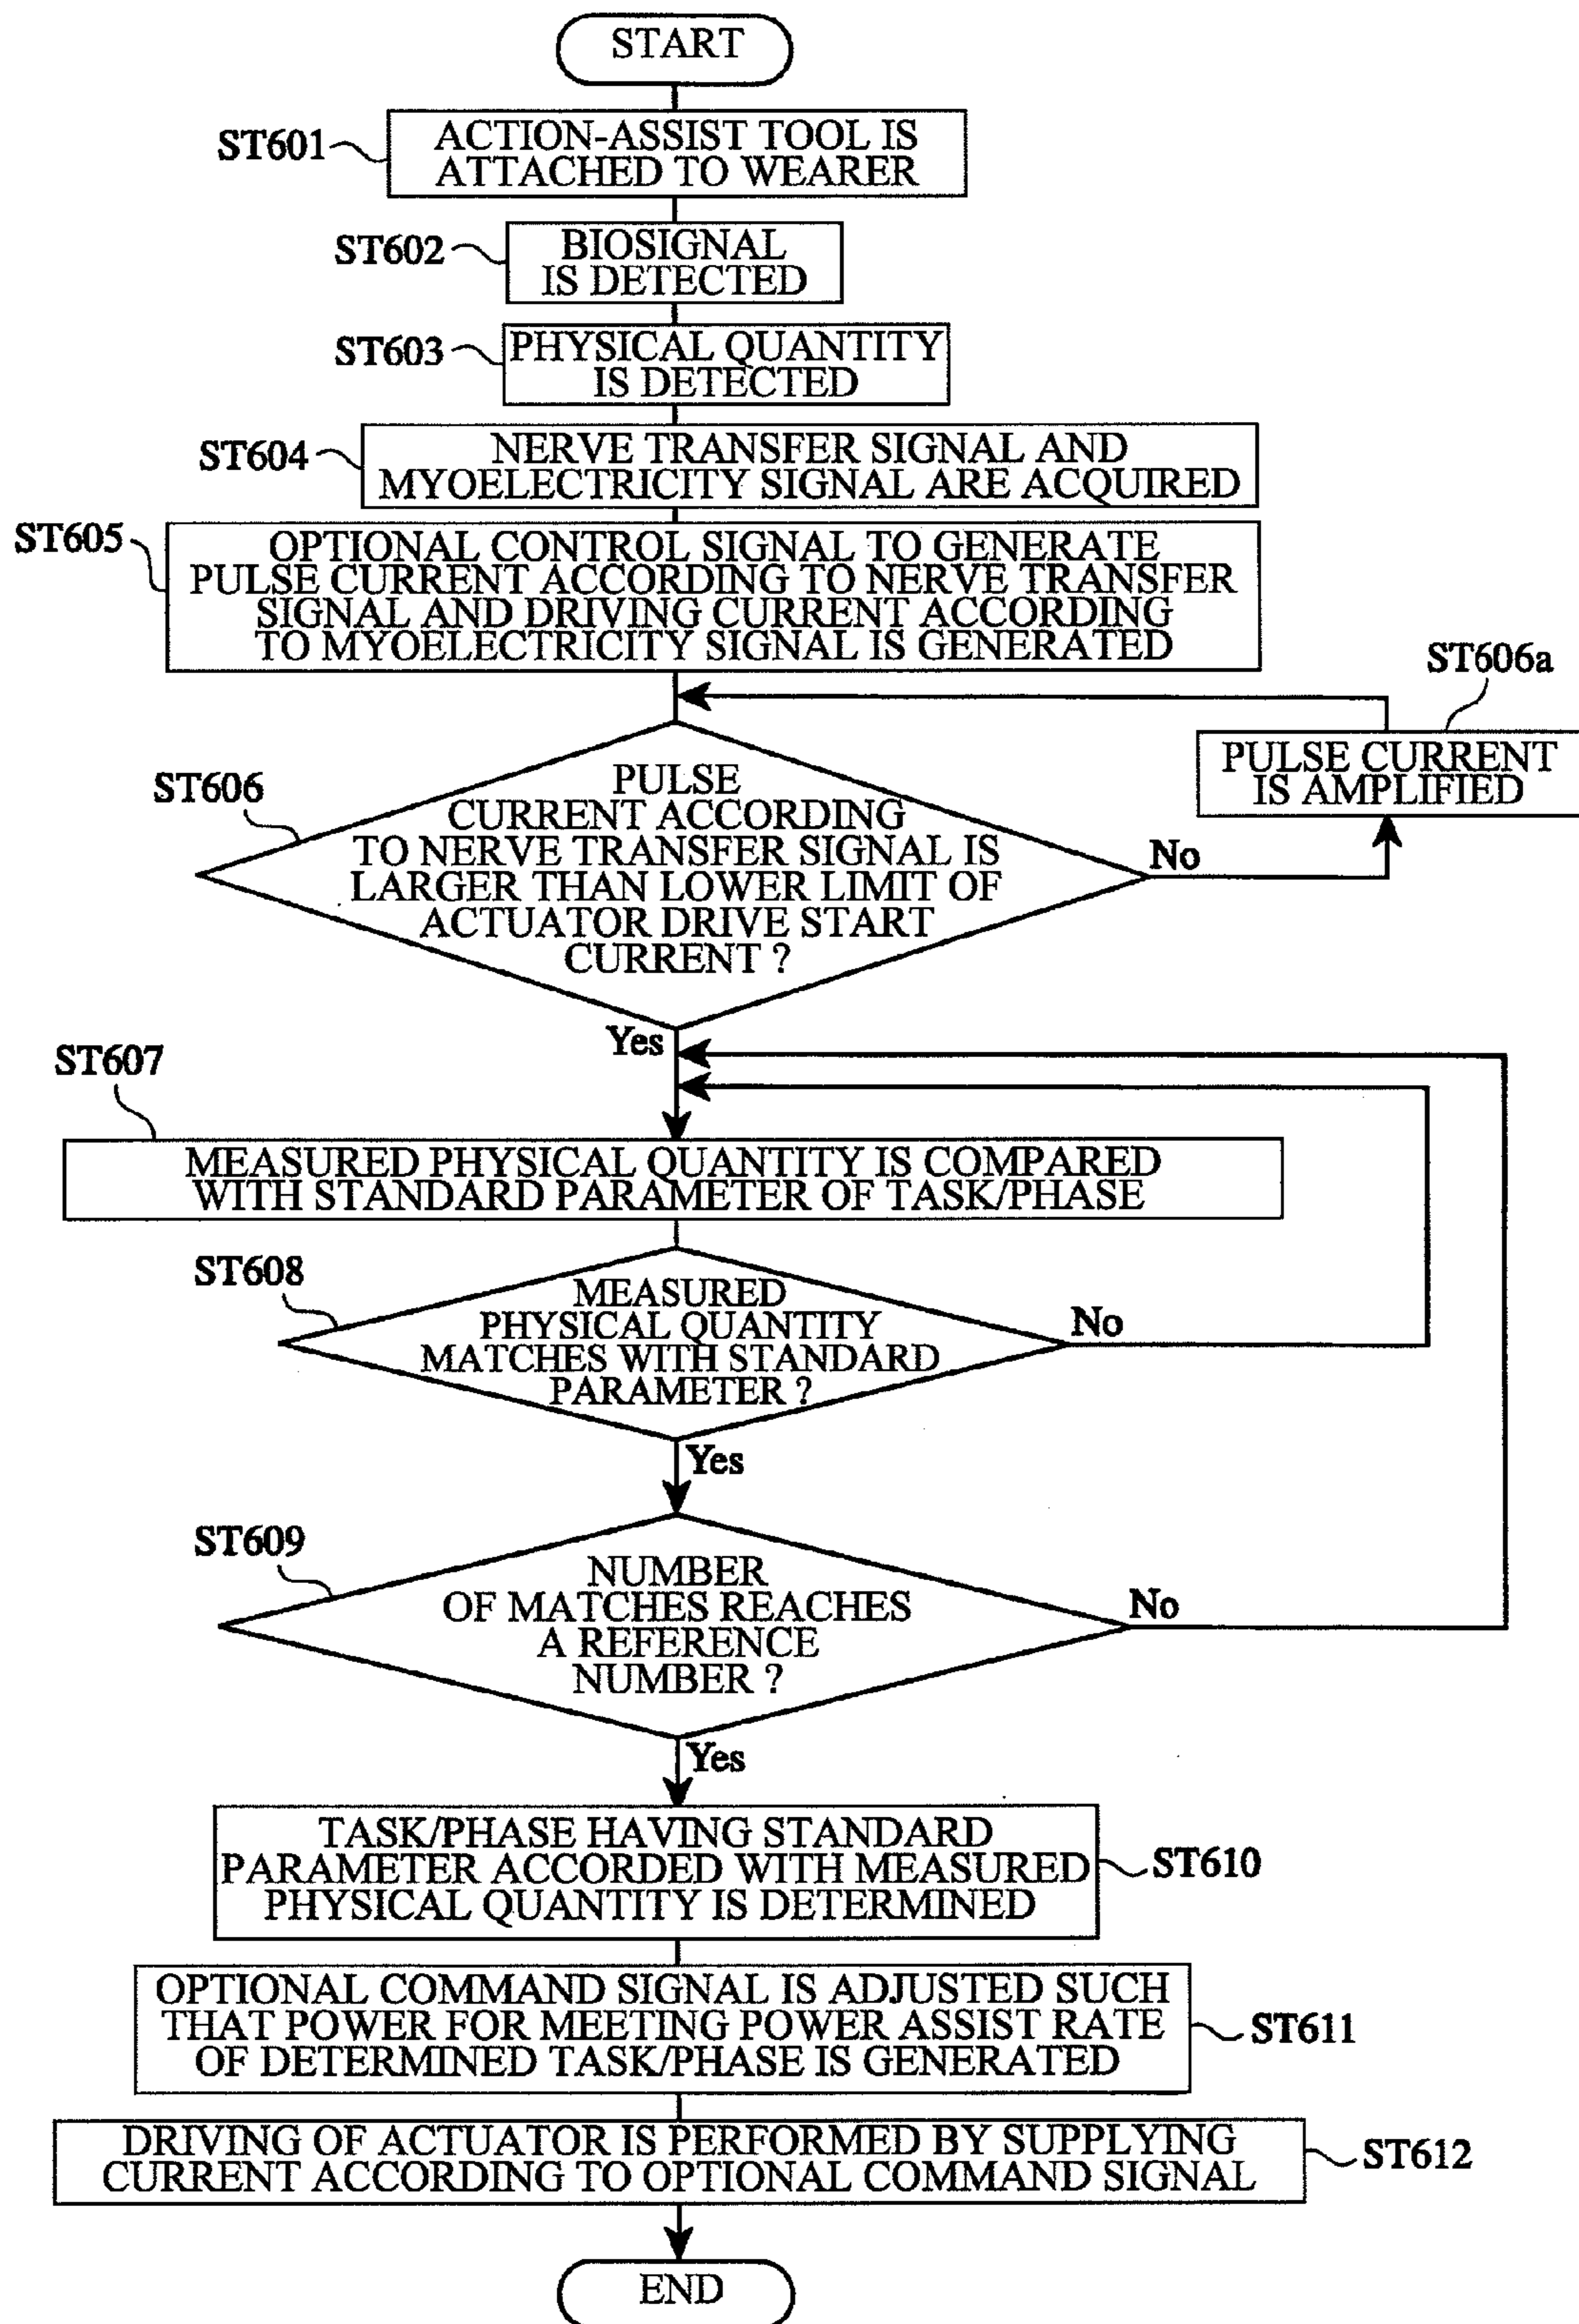 START
ST601
ACTION-ASSIST TOOL IS
ATTACHED TO WEARER
ST602
BIOSIGNAL
IS DETECTED
ST603
PHYSICAL QUANTITY
IS DETECTED
ST604
NERVE TRANSFER SIGNAL AND
MYOELECTRICITY SIGNAL ARE ACQUIRED
ST605
OPTIONAL CONTROL SIGNAL TO GENERATE
PULSE CURRENT ACCORDING TO NERVE TRANSFER
SIGNAL AND DRIVING CURRENT ACCORDING
TO MYOELECTRICITY SIGNAL IS GENERATED
ST606a
PULSE CURRENT
IS AMPLIFIED
ST606
PULSE
CURRENT ACCORDING
TO NERVE TRANSFER SIGNAL IS
LARGER THAN LOWER LIMIT OF
ACTUATOR DRIVE START
CURRENT ?
No
Yes
ST607
MEASURED PHYSICAL QUANTITY IS COMPARED
WITH STANDARD PARAMETER OF TASK/PHASE
ST608
MEASURED
PHYSICAL QUANTITY
MATCHES WITH STANDARD
PARAMETER ?
No
Yes
ST609
NUMBER
OF MATCHES REACHES
A REFERENCE
NUMBER ?
No
Yes
TASK/PHASE HAVING STANDARD
PARAMETER ACCORDED WITH MEASURED
PHYSICAL QUANTITY IS DETERMINED
ST610
OPTIONAL COMMAND SIGNAL IS ADJUSTED SUCH
THAT POWER FOR MEETING POWER ASSIST RATE
OF DETERMINED TASK/PHASE IS GENERATED
ST611
DRIVING OF ACTUATOR IS PERFORMED BY SUPPLYING
CURRENT ACCORDING TO OPTIONAL COMMAND SIGNAL
ST612
END